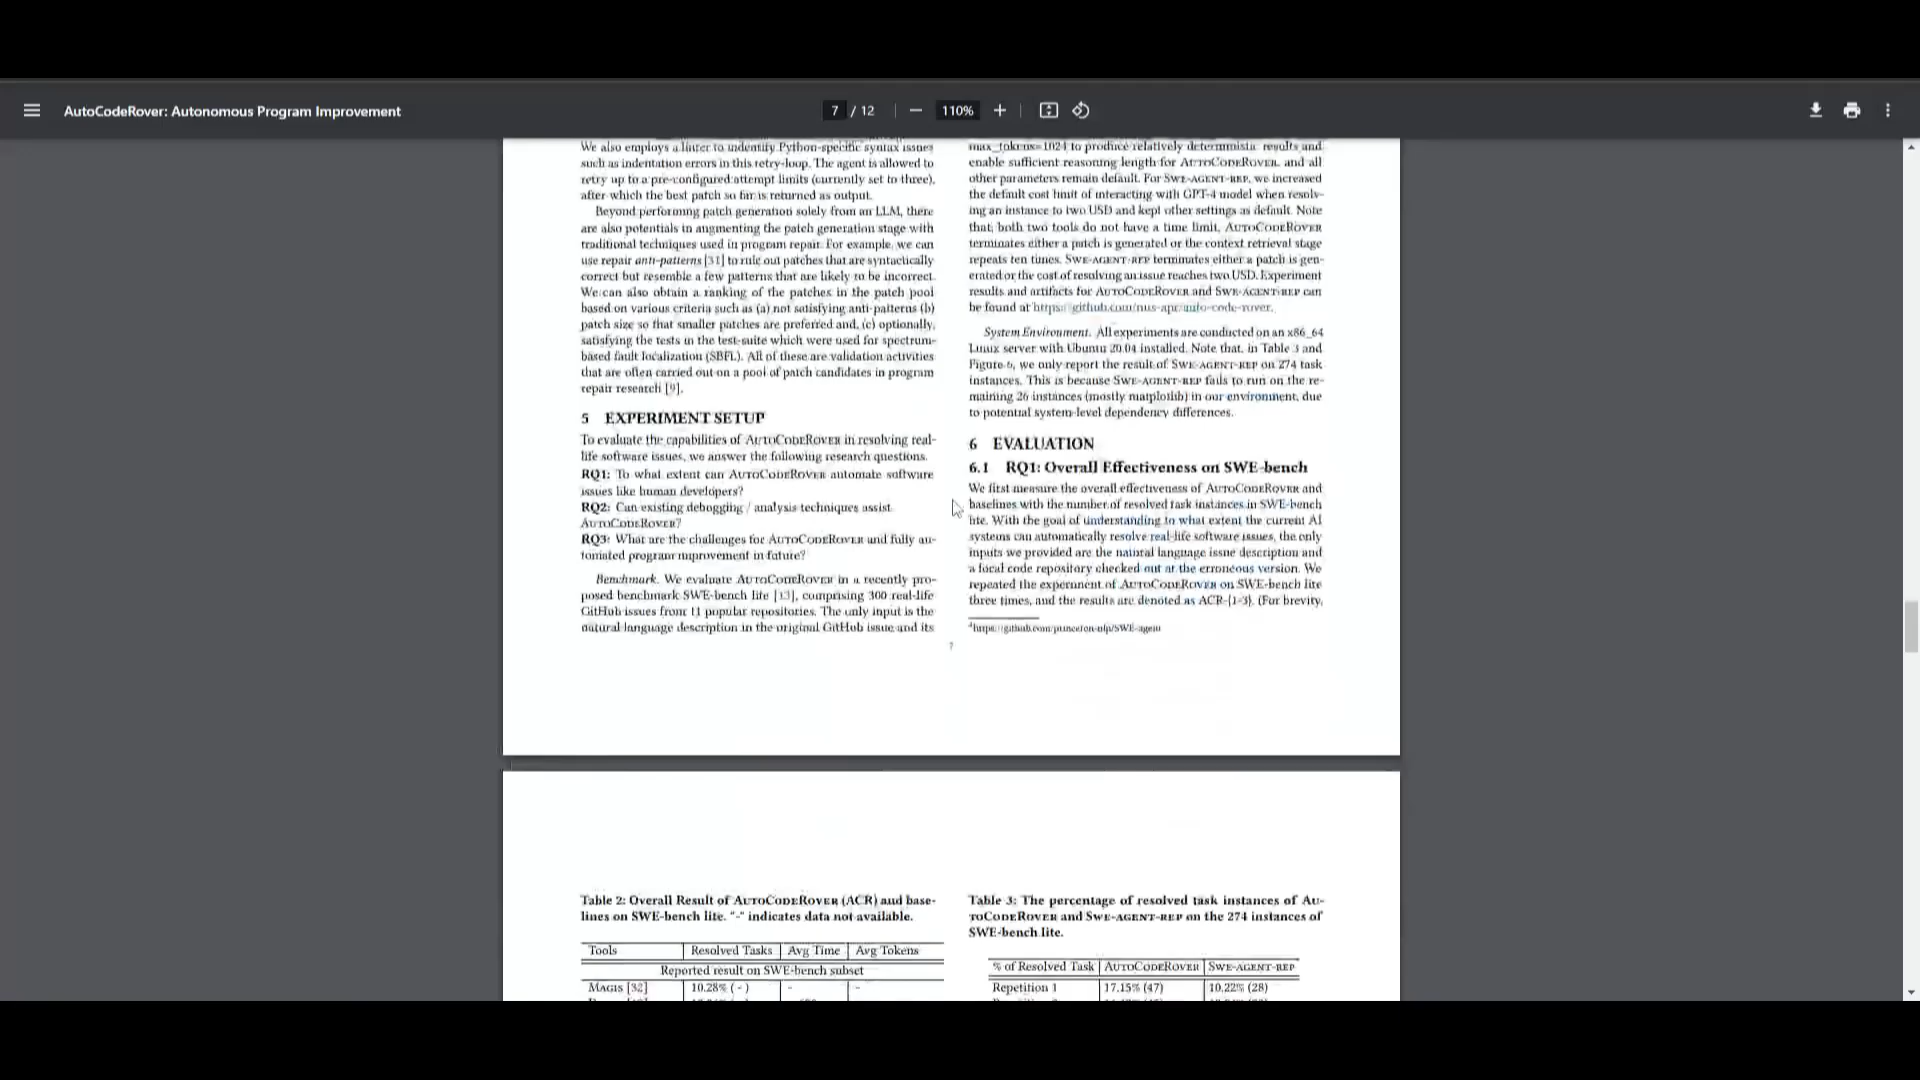 AutoCodeRover: Autonomous Program Improvement
7 / 12
110%
We also employs a linter to indentify Python-specific syntax issues
such as indentation errors in this retry-loop. The agent is allowed to
retry up to a pre-configured attempt limits (currently set to three),
after which the best patch so far is returned as output.
Beyond performing patch generation solely from an LLM, there
are also potentials in augmenting the patch generation stage with
traditional techniques used in program repair. For example, we can
use repair anti-patterns [31] to rule out patches that are syntactically
correct but resemble a few patterns that are likely to be incorrect.
We can also obtain a ranking of the patches in the patch pool
based on various criteria such as (a) not satisfying anti-patterns (b)
patch size so that smaller patches are preferred and, (c) optionally,
satisfying the tests in the test-suite which were used for spectrum-
based fault localization (SBFL). All of these are validation activities
that are often carried out on a pool of patch candidates in program
repair research [9].
5 EXPERIMENT SETUP
To evaluate the capabilities of AUTOCODEROVER in resolving real-
life software issues, we answer the following research questions.
RQ1: To what extent can AUTOCODEROVER automate software
issues like human developers?
RQ2: Can existing debugging / analysis techniques assist
AUTOCODEROVER?
RQ3: What are the challenges for AUTOCODEROVER and fully au-
tomated program improvement in future?
Benchmark. We evaluate AUTOCODEROVER in a recently pro-
posed benchmark SWE-bench lite [13], comprising 300 real-life
GitHub issues from 11 popular repositories. The only input is the
natural language description in the original GitHub issue and its
max_tokens=1024 to produce relatively deterministic results and
enable sufficient reasoning length for AUTOCODEROVER, and all
other parameters remain default. For SWE-AGENT-REP, we increased
the default cost limit of interacting with GPT-4 model when resolv-
ing an instance to two USD and kept other settings as default. Note
that, both two tools do not have a time limit, AUTOCODEROVER
terminates either a patch is generated or the context retrieval stage
repeats ten times. SWE-AGENT-REP terminates either a patch is gen-
erated or the cost of resolving an issue reaches two USD. Experiment
results and artifacts for AUTOCODEROVER and SWE-AGENT-REP can
be found at https://github.com/nus-apr/auto-code-rover.
System Environment. All experiments are conducted on an x86_64
Linux server with Ubuntu 20.04 installed. Note that, in Table 3 and
Figure 6, we only report the result of SWE-AGENT-REP on 274 task
instances. This is because SWE-AGENT-REP fails to run on the re-
maining 26 instances (mostly matplotlib) in our environment, due
to potential system-level dependency differences.
6 EVALUATION
6.1 RQ1: Overall Effectiveness on SWE-bench
We first measure the overall effectiveness of AUTOCODEROVER and
baselines with the number of resolved task instances in SWE-bench
lite. With the goal of understanding to what extent the current AI
systems can automatically resolve real-life software issues, the only
inputs we provided are the natural language issue description and
a local code repository checked out at the erroneous version. We
repeated the experiment of AUTOCODEROVER on SWE-bench lite
three times, and the results are denoted as ACR-{1-3}. (For brevity,
4https://github.com/princeton-nlp/SWE-agent
7
Table 2: Overall Result of AUTOCODEROVER (ACR) and base-
lines on SWE-bench lite. "-" indicates data not available.
Tools Resolved Tasks Avg Time Avg Tokens
Reported result on SWE-bench subset
MAGIS [32] 10.28% ( - ) - -
Table 3: The percentage of resolved task instances of AU-
TOCODEROVER and SWE-AGENT-REP on the 274 instances of
SWE-bench lite.
% of Resolved Task AUTOCODEROVER SWE-AGENT-REP
Repetition 1 17.15% (47) 10.22% (28)